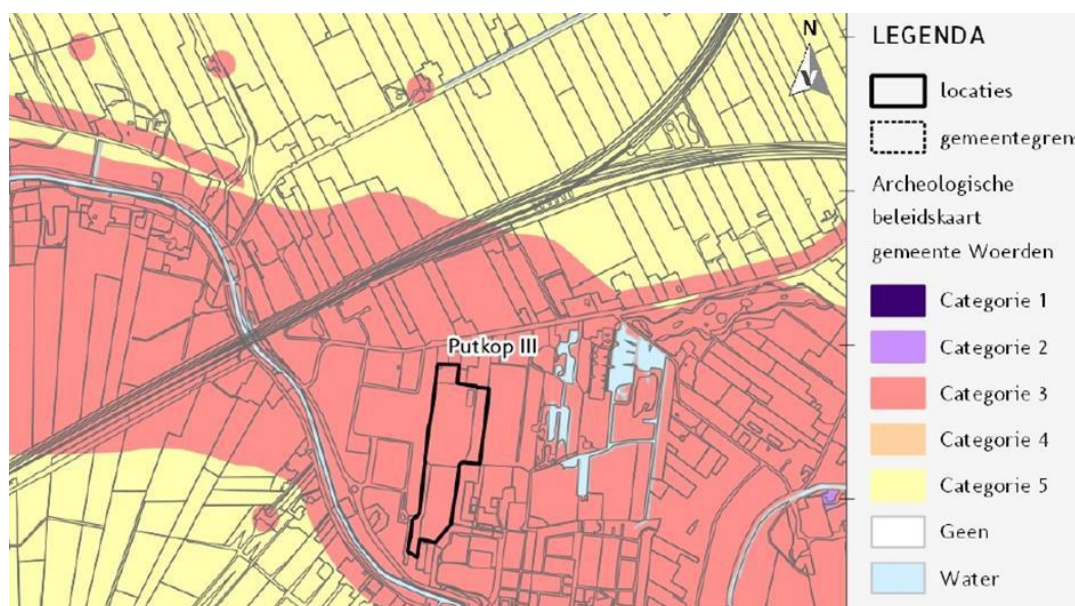 N
Putkop III
LEGENDA
locaties
gemeentegrens
Archeologische
beleidskaart
gemeente Woerden
Categorie 1
Categorie 2
Categorie 3
Categorie 4
Categorie 5
Geen
Water